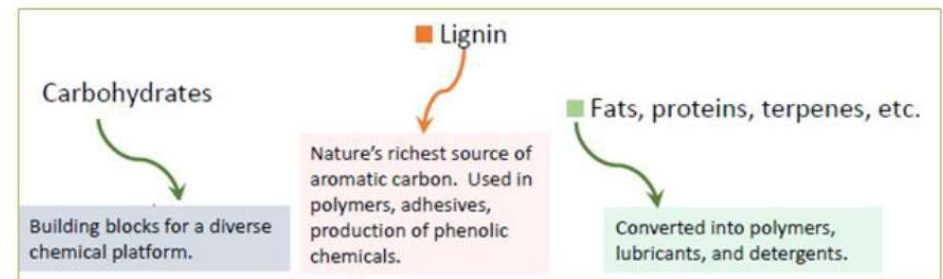 Lignin
Carbohydrates
Fats, proteins, terpenes, etc.
Nature's richest source of
aromatic carbon. Used in
polymers, adhesives,
production of phenolic
chemicals.
Building blocks for a diverse
chemical platform.
Converted into polymers,
lubricants, and detergents.